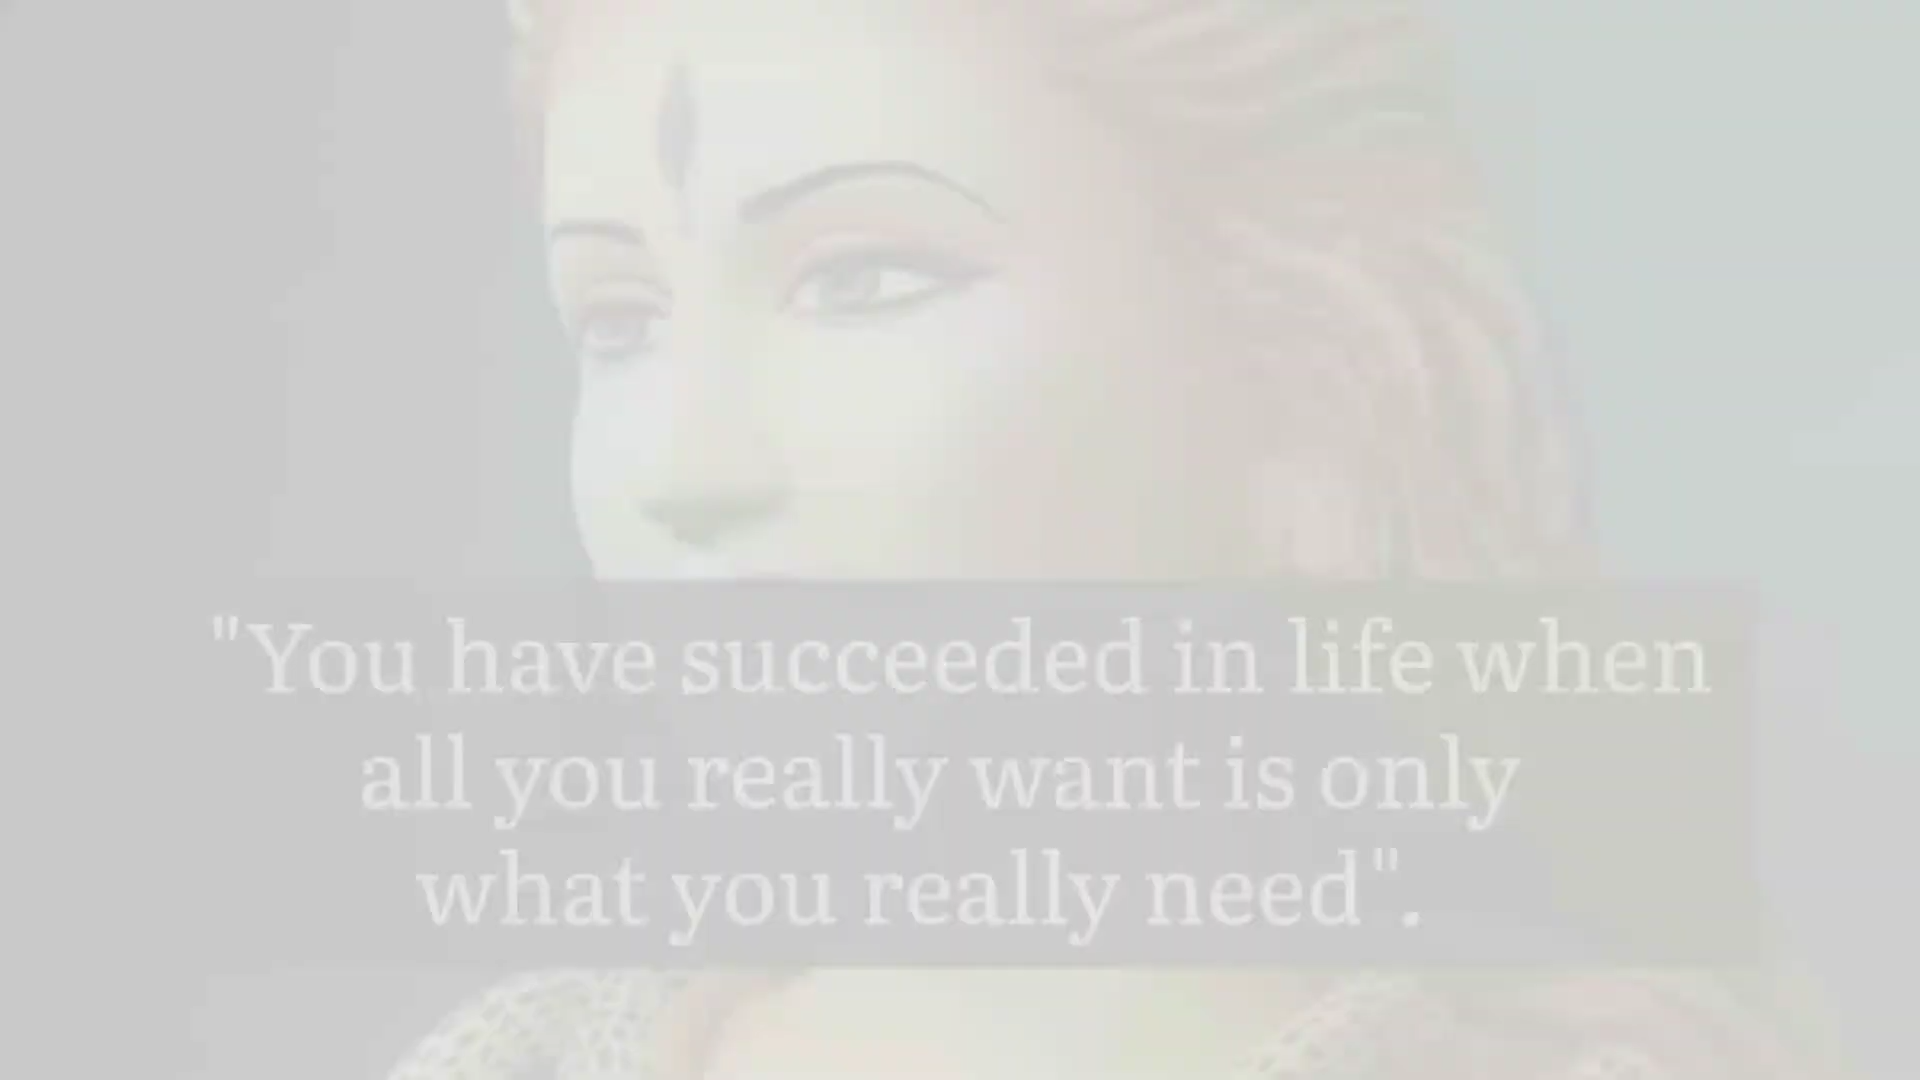 "You have succeeded in life when
all you really want is only
what you really need".